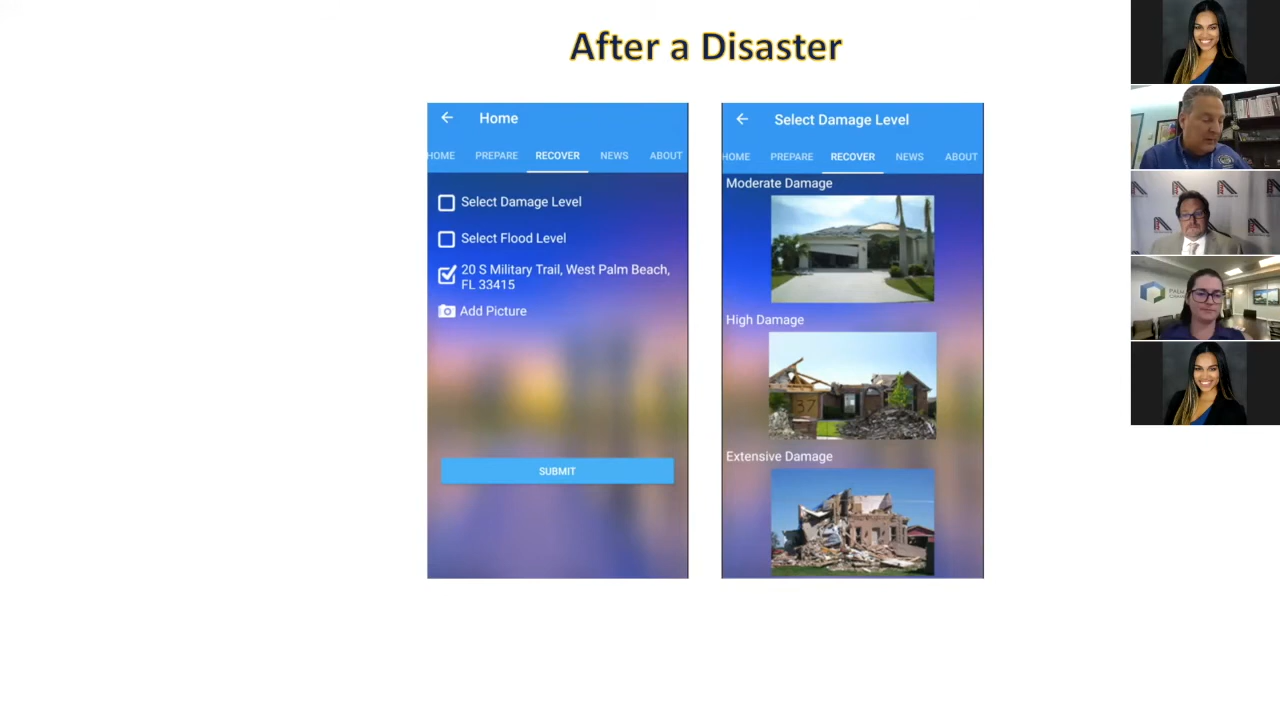 After a Disaster
Home
HOME PREPARE RECOVER NEWS ABOUT
Select Damage Level
Select Flood Level
20 S Military Trail, West Palm Beach,
FL 33415
Add Picture
SUBMIT
Select Damage Level
HOME PREPARE RECOVER NEWS ABOUT
Moderate Damage
High Damage
37
Extensive Damage